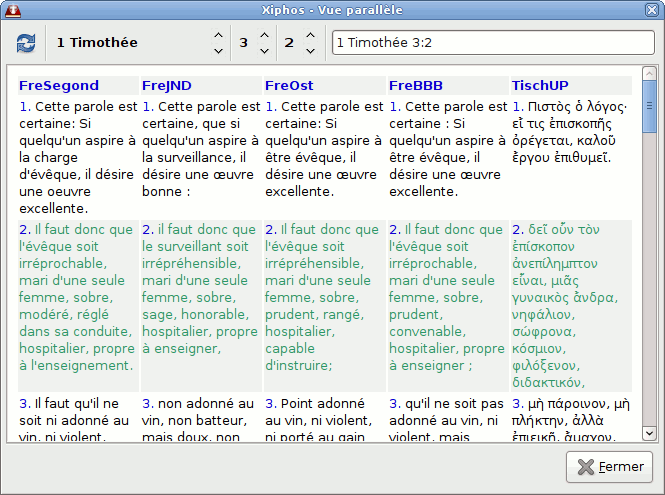 Xiphos - Vue parallèle
1 Timothée 3 2 1 Timothée 3:2
FreSegond
1. Cette parole est
certaine: Si
quelqu'un aspire à
la charge
d'évêque, il désire
une oeuvre
excellente.
2. Il faut donc que
l'évêque soit
irréprochable,
mari d'une seule
femme, sobre,
modéré, réglé
dans sa conduite,
hospitalier, propre
à l'enseignement.
3. Il faut qu'il ne
soit ni adonné au
vin, ni violent,
FreJND
1. Cette parole est
certaine, que si
quelqu'un aspire à
la surveillance, il
désire une œuvre
bonne :
2. il faut donc que
le surveillant soit
irrépréhensible,
mari d'une seule
femme, sobre,
sage, honorable,
hospitalier, propre
à enseigner,
3. non adonné au
vin, non batteur,
mais doux, non
FreOst
1. Cette parole est
certaine: Si
quelqu'un aspire à
être évêque, il
désire une œuvre
excellente.
2. Il faut donc que
l'évêque soit
irrépréhensible,
mari d'une seule
femme, sobre,
prudent, rangé,
hospitalier,
capable
d'instruire;
3. Point adonné
au vin, ni violent,
ni porté au gain
FreBBB
1. Cette parole est
certaine : Si
quelqu'un aspire à
être évêque, il
désire une œuvre
excellente.
2. Il faut donc que
l'évêque soit
irrépréhensible,
mari d'une seule
femme, sobre,
prudent,
convenable,
hospitalier, propre
à enseigner ;
3. qu'il ne soit pas
adonné au vin, ni
violent, mais
TischUP
1. Πιστὸς ὁ λόγος·
εἴ τις ἐπισκοπῆς
ὀρέγεται, καλοῦ
ἔργου ἐπιθυμεῖ.
2. δεῖ οὖν τὸν
ἐπίσκοπον
ἀνεπίλημπτον
εἶναι, μιᾶς
γυναικὸς ἄνδρα,
νηφάλιον,
σώφρονα,
κόσμιον,
φιλόξενον,
διδακτικόν,
3. μὴ πάροινον, μὴ
πλήκτην, ἀλλὰ
ἐπιεικῆ, ἄμαχον,
Fermer